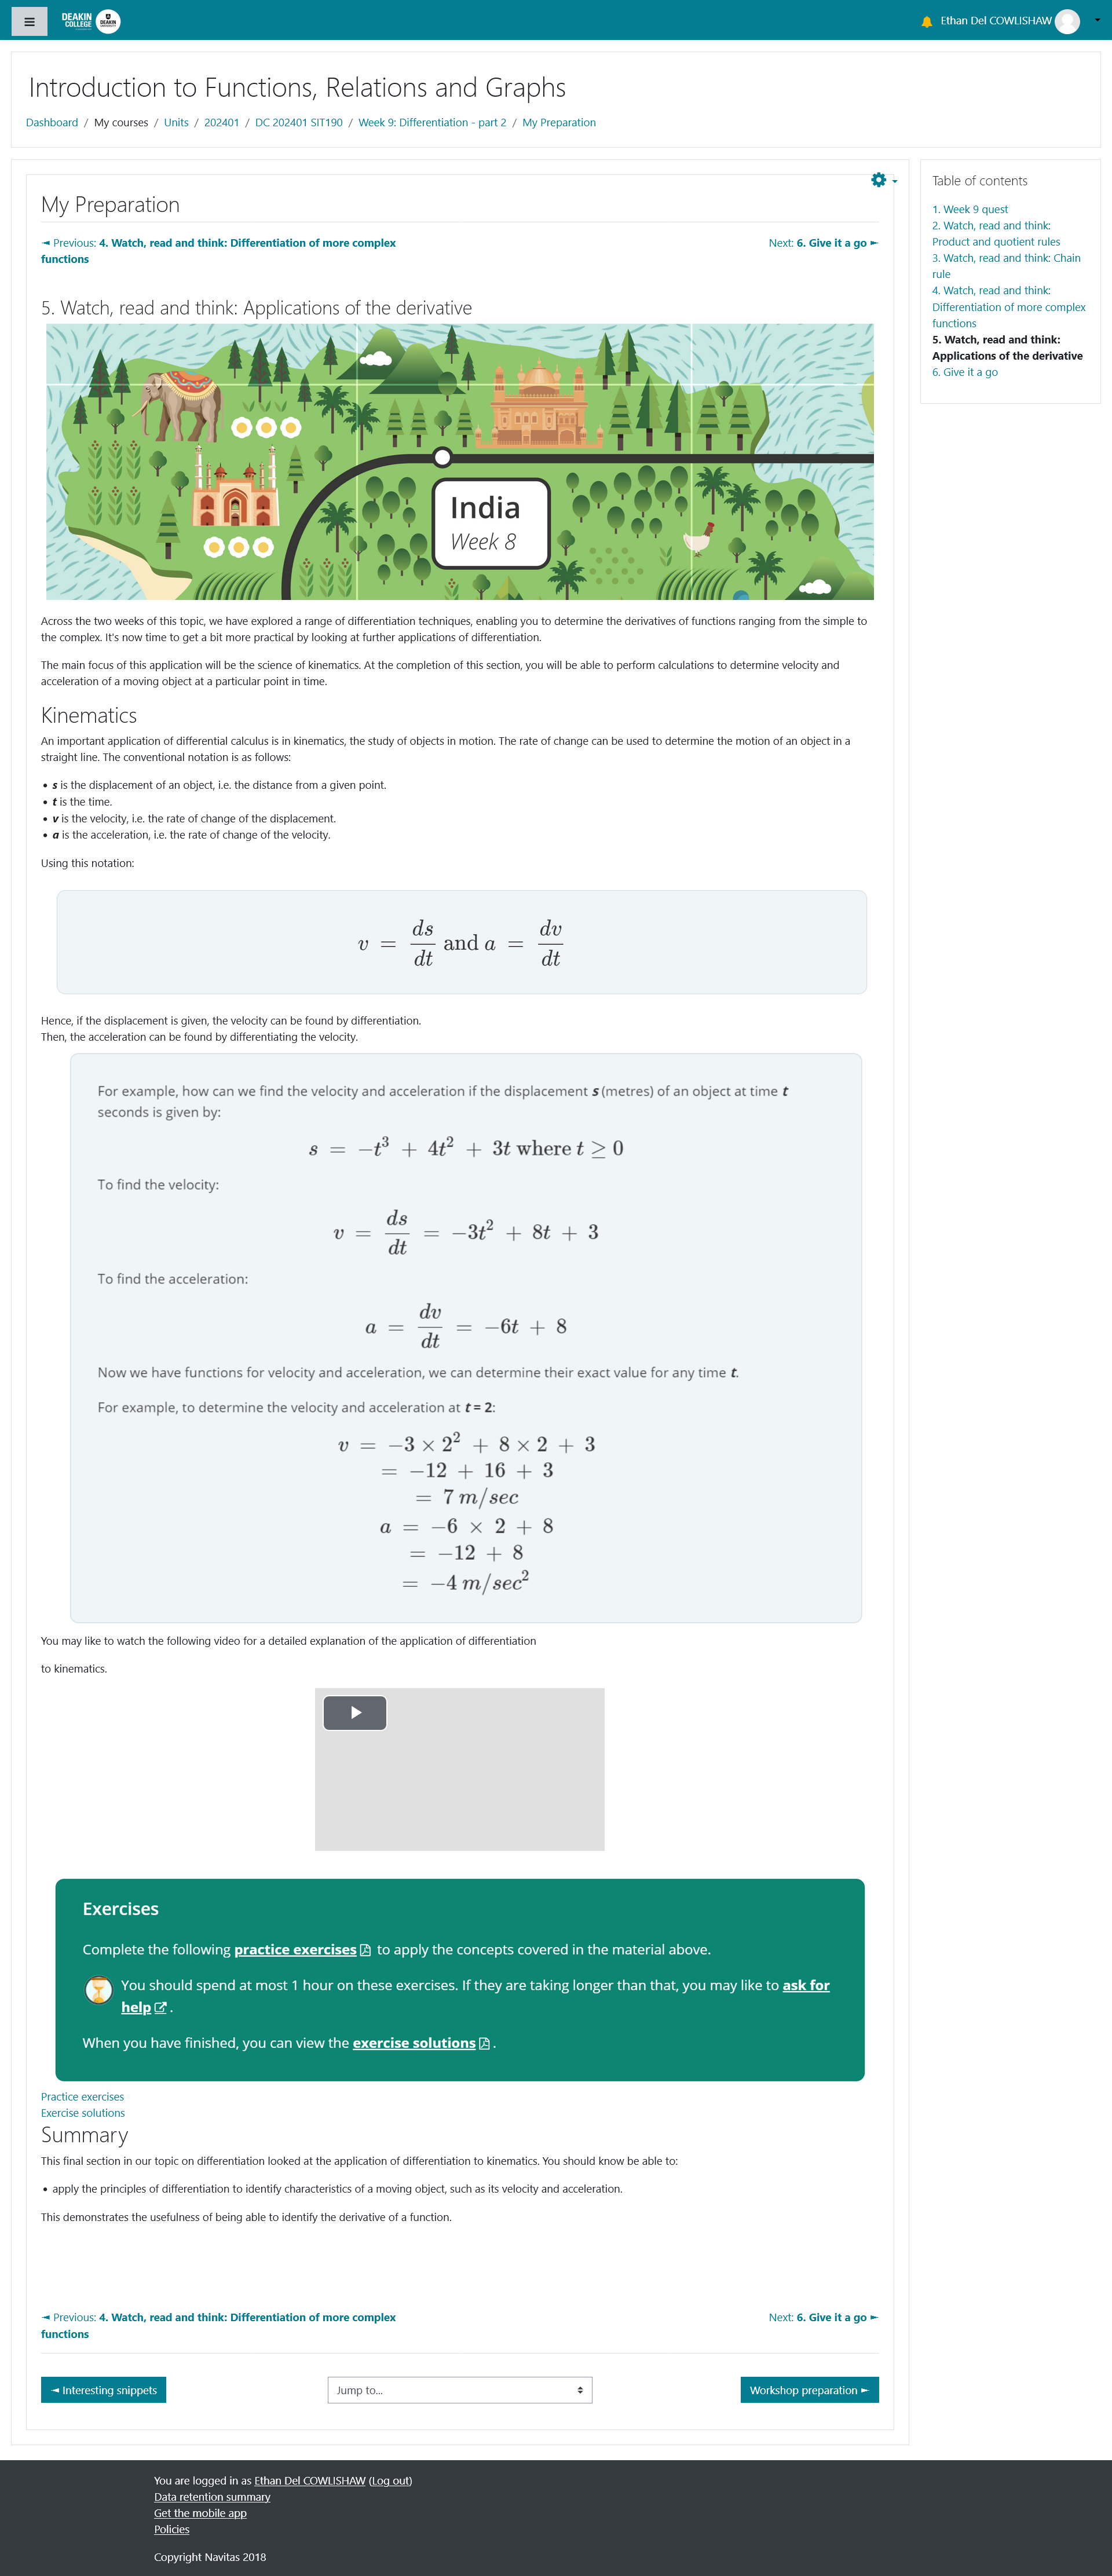 DEAKIN COLLEGE
DEAKIN
Ethan Del COWLISHAW
Introduction to Functions, Relations and Graphs
Dashboard / My courses / Units / 202401 / DC 202401 SIT190 / Week 9: Differentiation - part 2 / My Preparation
My Preparation
◄ Previous: 4. Watch, read and think: Differentiation of more complex
functions
Next: 6. Give it a go ►
5. Watch, read and think: Applications of the derivative
India
Week 8
Across the two weeks of this topic, we have explored a range of differentiation techniques, enabling you to determine the derivatives of functions ranging from the simple to
the complex. It's now time to get a bit more practical by looking at further applications of differentiation.
The main focus of this application will be the science of kinematics. At the completion of this section, you will be able to perform calculations to determine velocity and
acceleration of a moving object at a particular point in time.
Kinematics
An important application of differential calculus is in kinematics, the study of objects in motion. The rate of change can be used to determine the motion of an object in a
straight line. The conventional notation is as follows:
• s is the displacement of an object, i.e. the distance from a given point.
• t is the time.
• v is the velocity, i.e. the rate of change of the displacement.
• a is the acceleration, i.e. the rate of change of the velocity.
Using this notation:
v = ds/dt and a = dv/dt
Hence, if the displacement is given, the velocity can be found by differentiation.
Then, the acceleration can be found by differentiating the velocity.
For example, how can we find the velocity and acceleration if the displacement s (metres) of an object at time t
seconds is given by:
s = −t³ + 4t² + 3t where t ≥ 0
To find the velocity:
v = ds/dt = −3t² + 8t + 3
To find the acceleration:
a = dv/dt = −6t + 8
Now we have functions for velocity and acceleration, we can determine their exact value for any time t.
For example, to determine the velocity and acceleration at t = 2:
v = −3 × 2² + 8 × 2 + 3
= −12 + 16 + 3
= 7 m/sec
a = −6 × 2 + 8
= −12 + 8
= −4 m/sec²
You may like to watch the following video for a detailed explanation of the application of differentiation
to kinematics.
Exercises
Complete the following practice exercises to apply the concepts covered in the material above.
You should spend at most 1 hour on these exercises. If they are taking longer than that, you may like to ask for
help .
When you have finished, you can view the exercise solutions .
Practice exercises
Exercise solutions
Summary
This final section in our topic on differentiation looked at the application of differentiation to kinematics. You should know be able to:
• apply the principles of differentiation to identify characteristics of a moving object, such as its velocity and acceleration.
This demonstrates the usefulness of being able to identify the derivative of a function.
◄ Previous: 4. Watch, read and think: Differentiation of more complex
functions
Next: 6. Give it a go ►
◄ Interesting snippets
Jump to...
Workshop preparation ►
Table of contents
1. Week 9 quest
2. Watch, read and think:
Product and quotient rules
3. Watch, read and think: Chain
rule
4. Watch, read and think:
Differentiation of more complex
functions
5. Watch, read and think:
Applications of the derivative
6. Give it a go
You are logged in as Ethan Del COWLISHAW (Log out)
Data retention summary
Get the mobile app
Policies
Copyright Navitas 2018